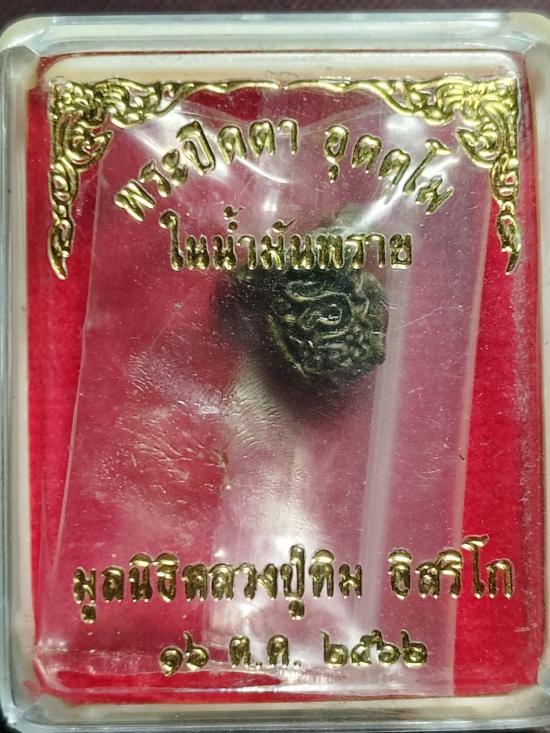 พระปิดตา อุตตโม
ในน้ำมันพราย
มูลนิธิหลวงปู่ทิม อิสริโก
๑๖ ต.ค. ๒๕๖๒